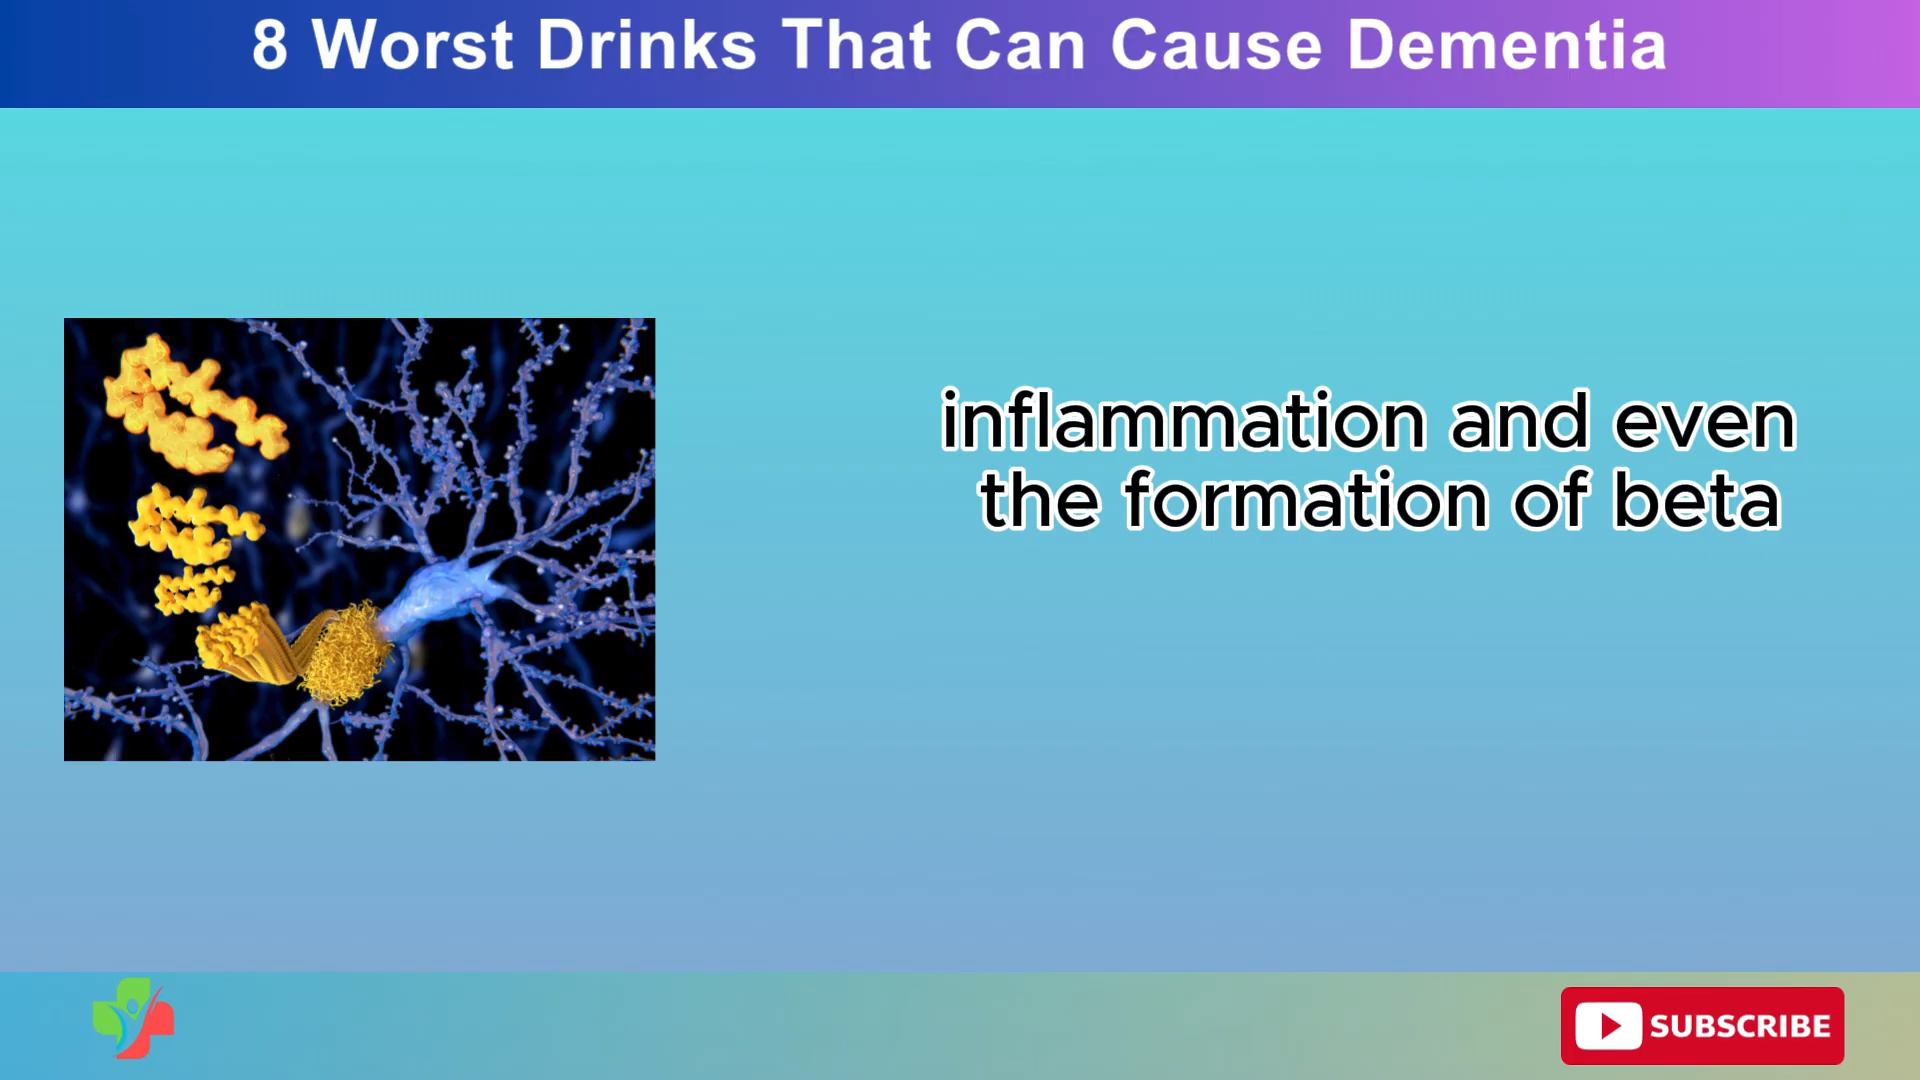 8 Worst Drinks That Can Cause Dementia
inflammation and even
the formation of beta
SUBSCRIBE